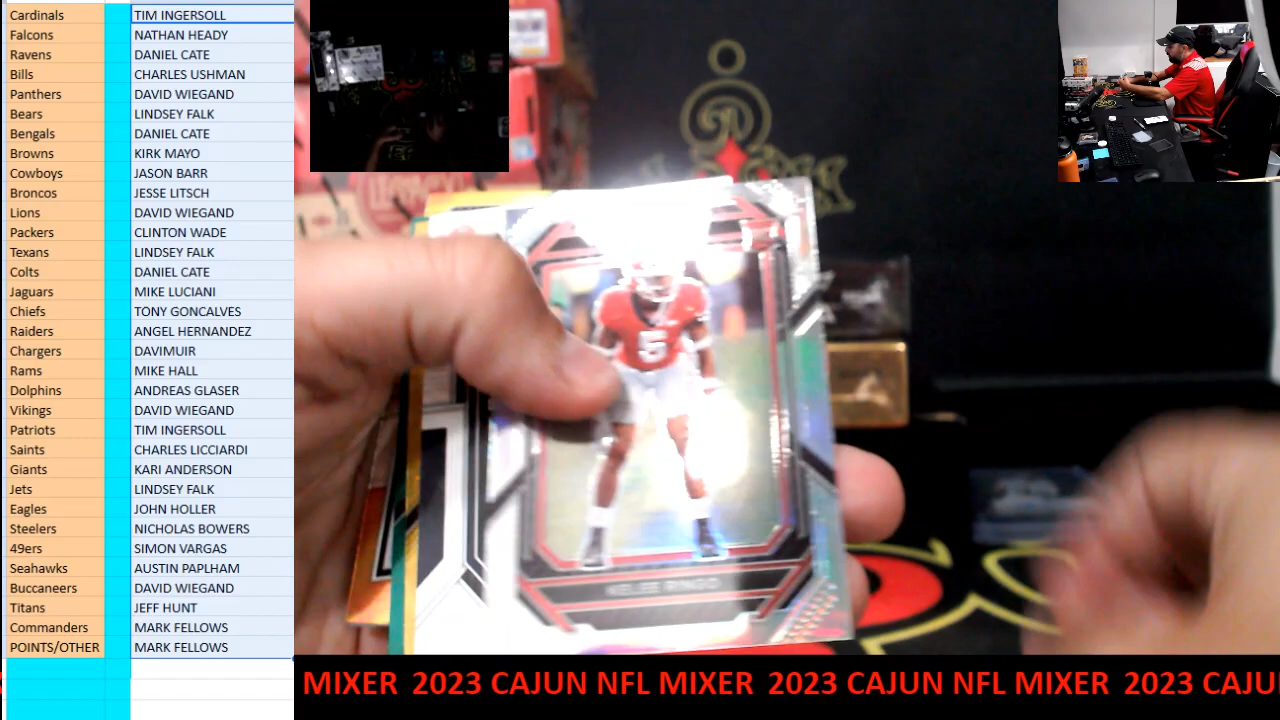 Cardinals TIM INGERSOLL
Falcons NATHAN HEADY
Ravens DANIEL CATE
Bills CHARLES USHMAN
Panthers DAVID WIEGAND
Bears LINDSEY FALK
Bengals DANIEL CATE
Browns KIRK MAYO
Cowboys JASON BARR
Broncos JESSE LITSCH
Lions DAVID WIEGAND
Packers CLINTON WADE
Texans LINDSEY FALK
Colts DANIEL CATE
Jaguars MIKE LUCIANI
Chiefs TONY GONCALVES
Raiders ANGEL HERNANDEZ
Chargers DAVIMUIR
Rams MIKE HALL
Dolphins ANDREAS GLASER
Vikings DAVID WIEGAND
Patriots TIM INGERSOLL
Saints CHARLES LICCIARDI
Giants KARI ANDERSON
Jets LINDSEY FALK
Eagles JOHN HOLLER
Steelers NICHOLAS BOWERS
49ers SIMON VARGAS
Seahawks AUSTIN PAPLHAM
Buccaneers DAVID WIEGAND
Titans JEFF HUNT
Commanders MARK FELLOWS
POINTS/OTHER MARK FELLOWS
5
KELEE RINGO
MIXER 2023 CAJUN NFL MIXER 2023 CAJUN NFL MIXER 2023 CAJU